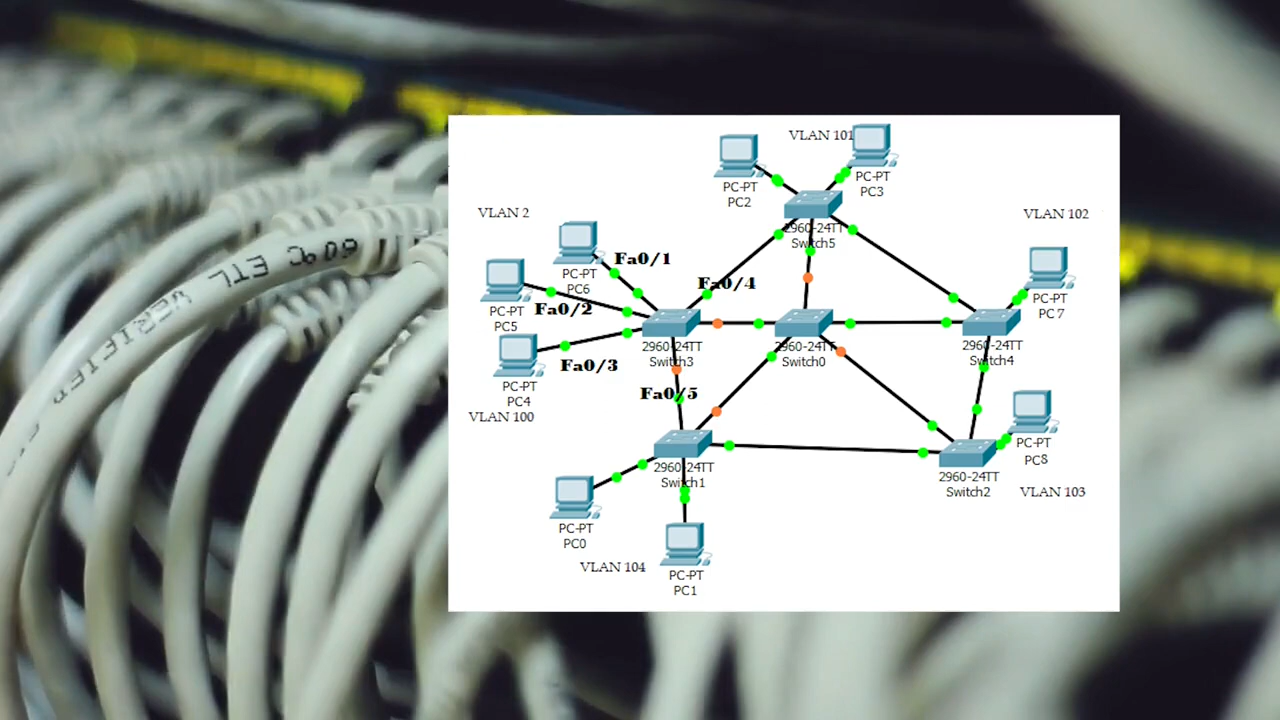 VLAN 101
PC-PT
PC2
PC-PT
PC3
2960-24TT
Switch5
VLAN 2
VLAN 102
PC-PT
PC6
Fa0/1
Fa0/4
PC-PT
PC5
Fa0/2
PC-PT
PC 7
2960-24TT
Switch3
2960-24TT
Switch0
2960-24TT
Switch4
Fa0/3
PC-PT
PC4
VLAN 100
Fa0/5
2960-24TT
Switch1
2960-24TT
Switch2
PC-PT
PC8
VLAN 103
PC-PT
PC0
VLAN 104
PC-PT
PC1
VERIFIED ETL